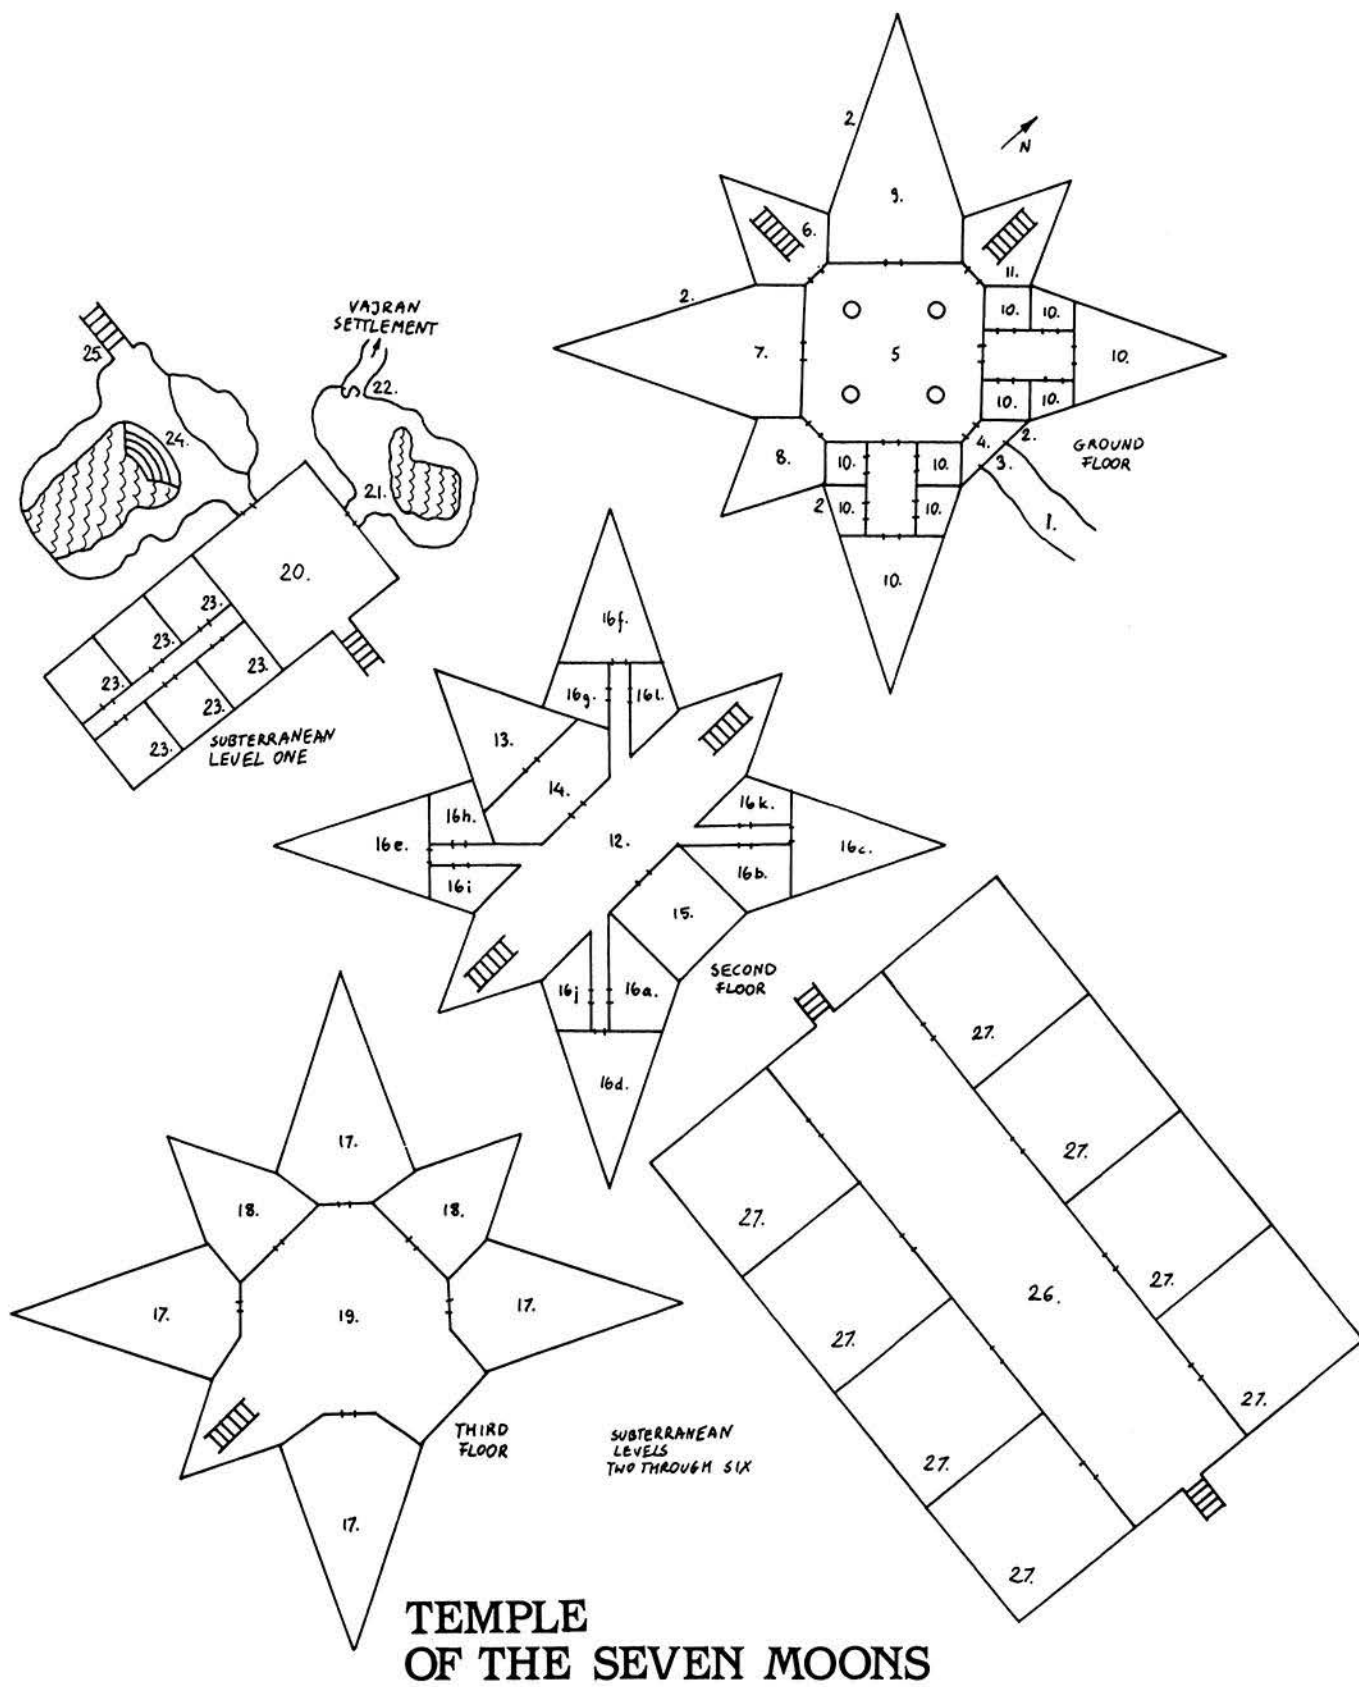 2.
N
9.
6.
11.
2.
10.
10.
7.
5
10.
10.
10.
4.
2.
3.
GROUND
FLOOR
8.
10.
10.
2
10.
10.
1.
10.
VAJRAN
SETTLEMENT
25.
22.
24.
21.
20.
23.
23.
23.
23.
23.
23.
SUBTERRANEAN
LEVEL ONE
16f.
16g.
16l.
13.
14.
16h.
16k.
16e.
12.
16c.
16i
16b.
15.
16j
16a.
SECOND
FLOOR
16d.
17.
18.
18.
17.
19.
17.
THIRD
FLOOR
17.
27.
27.
27.
27.
26.
27.
27.
27.
27.
SUBTERRANEAN
LEVELS
TWO THROUGH SIX
TEMPLE
OF THE SEVEN MOONS